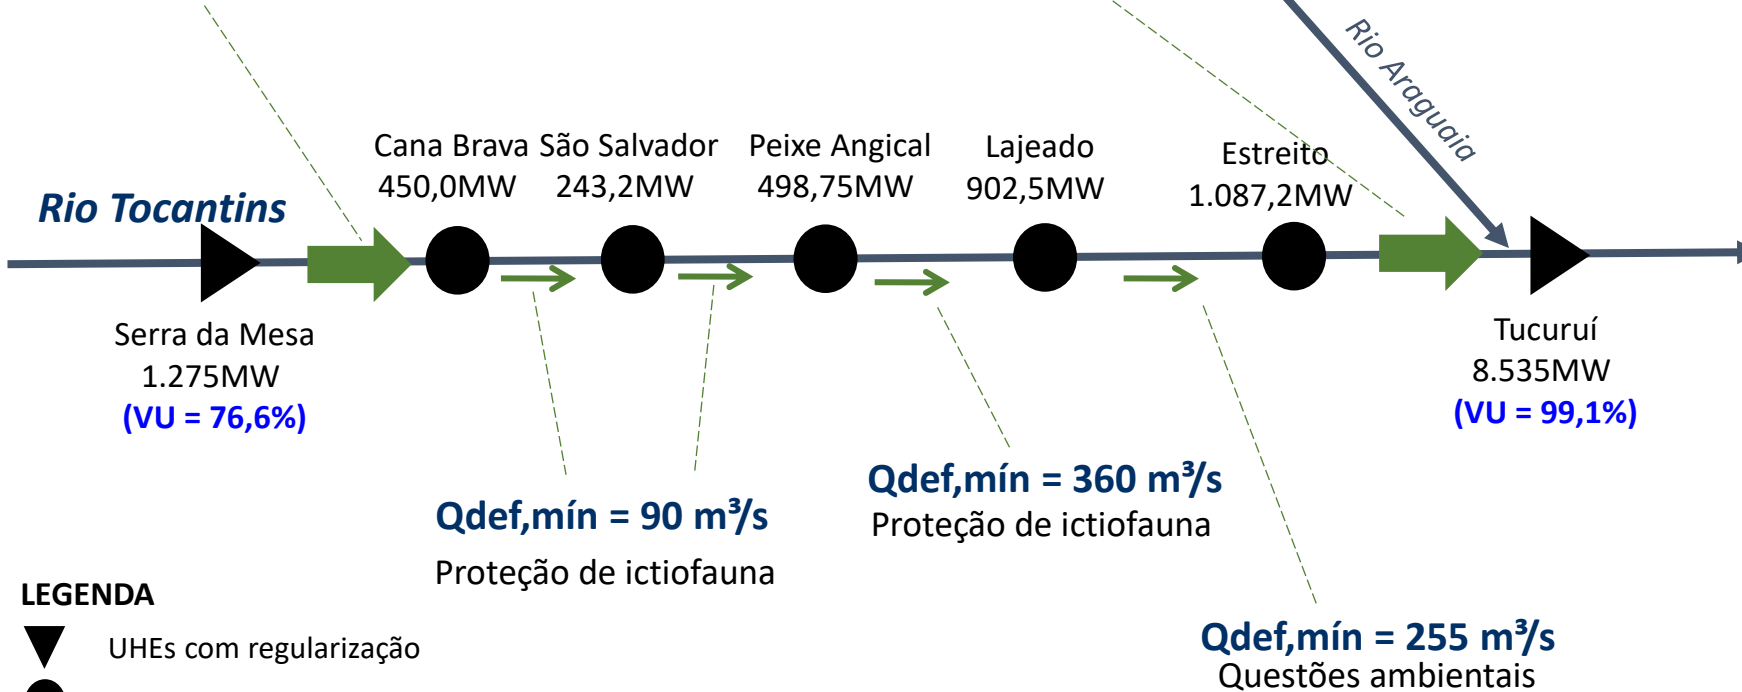 Rio Araguaia
Rio Tocantins
Cana Brava
450,0MW
São Salvador
243,2MW
Peixe Angical
498,75MW
Lajeado
902,5MW
Estreito
1.087,2MW
Serra da Mesa
1.275MW
(VU = 76,6%)
Tucuruí
8.535MW
(VU = 99,1%)
Qdef,mín = 90 m³/s
Proteção de ictiofauna
Qdef,mín = 360 m³/s
Proteção de ictiofauna
Qdef,mín = 255 m³/s
Questões ambientais
LEGENDA
UHEs com regularização